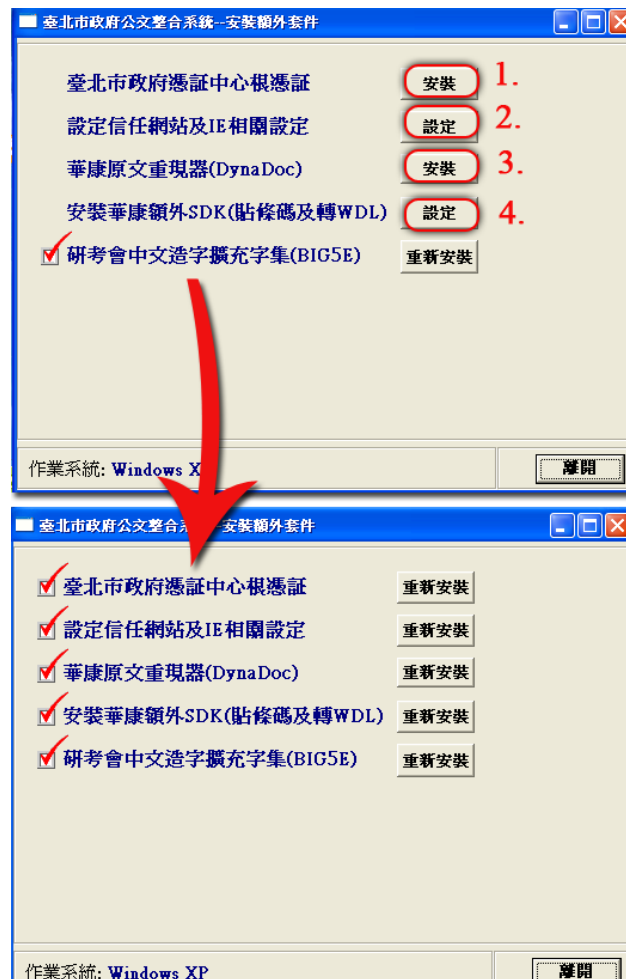 臺北市政府公文整合系統--安裝額外套件
臺北市政府憑証中心根憑証 安裝 1.
設定信任網站及IE相關設定 設定 2.
華康原文重現器(DynaDoc) 安裝 3.
安裝華康額外SDK(貼條碼及轉WDL) 設定 4.
研考會中文造字擴充字集(BIG5E) 重新安裝
作業系統: Windows X
離開
臺北市政府公文整合 安裝額外套件
臺北市政府憑証中心根憑証 重新安裝
設定信任網站及IE相關設定 重新安裝
華康原文重現器(DynaDoc) 重新安裝
安裝華康額外SDK(貼條碼及轉WDL) 重新安裝
研考會中文造字擴充字集(BIG5E) 重新安裝
作業系統: Windows XP
離開